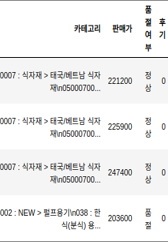 카테고리 판매가 품절여부 후기
0007 : 식자재 > 태국/베트남 식자
재\n05000700... 221200 정상 0
0007 : 식자재 > 태국/베트남 식자
재\n05000700... 225900 정상 0
0007 : 식자재 > 태국/베트남 식자
재\n05000700... 247400 정상 0
002 : NEW > 펄프용기\n038 : 한
식(분식) 용... 203600 품절 0